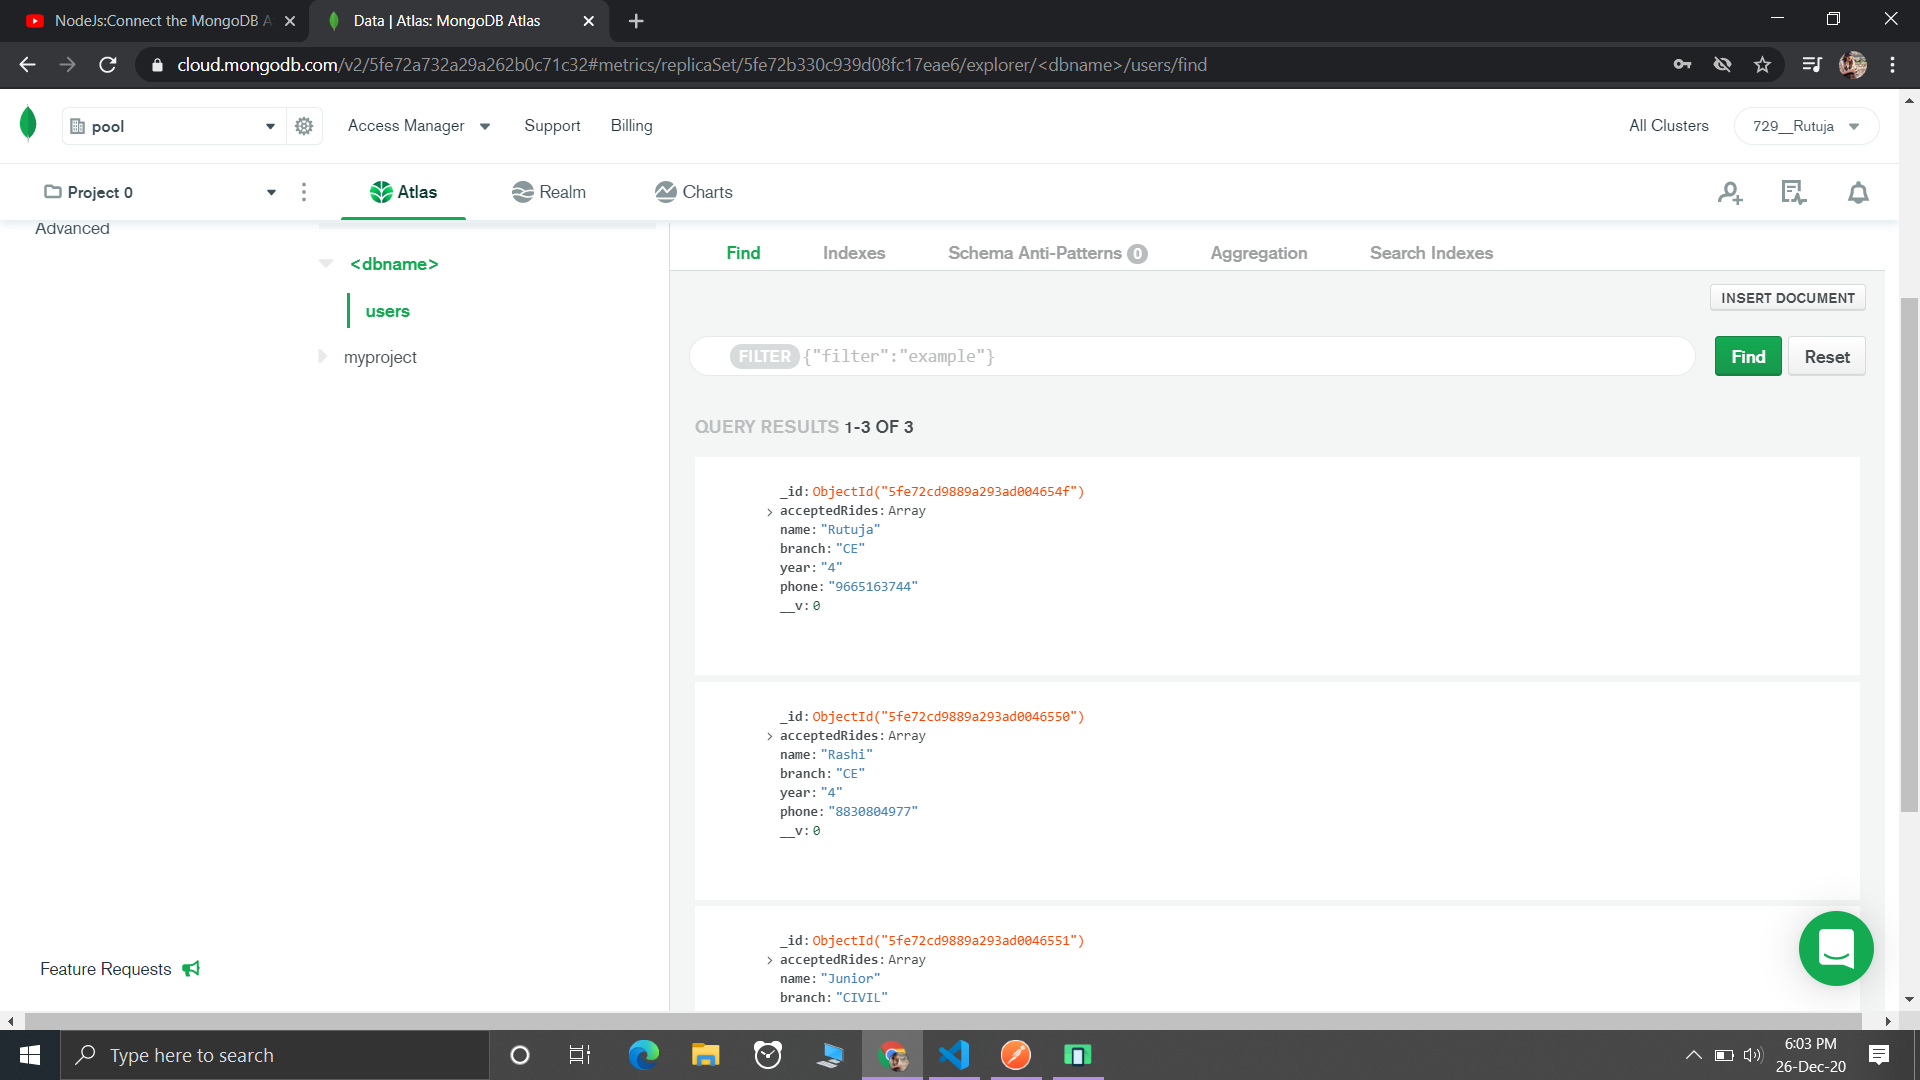 NodeJs:Connect the MongoDB A
Data | Atlas: MongoDB Atlas
cloud.mongodb.com/v2/5fe72a732a29a262b0c71c32#metrics/replicaSet/5fe72b330c939d08fc17eae6/explorer/<dbname>/users/find
pool
Access Manager
Support
Billing
All Clusters
729__Rutuja
Project 0
Atlas
Realm
Charts
Advanced
<dbname>
users
myproject
Feature Requests
Find
Indexes
Schema Anti-Patterns 0
Aggregation
Search Indexes
INSERT DOCUMENT
FILTER {"filter":"example"}
Find
Reset
QUERY RESULTS 1-3 OF 3
_id: ObjectId("5fe72cd9889a293ad004654f")
acceptedRides: Array
name: "Rutuja"
branch: "CE"
year: "4"
phone: "9665163744"
__v: 0
_id: ObjectId("5fe72cd9889a293ad0046550")
acceptedRides: Array
name: "Rashi"
branch: "CE"
year: "4"
phone: "8830804977"
__v: 0
_id: ObjectId("5fe72cd9889a293ad0046551")
acceptedRides: Array
name: "Junior"
branch: "CIVIL"
Type here to search
6:03 PM
26-Dec-20